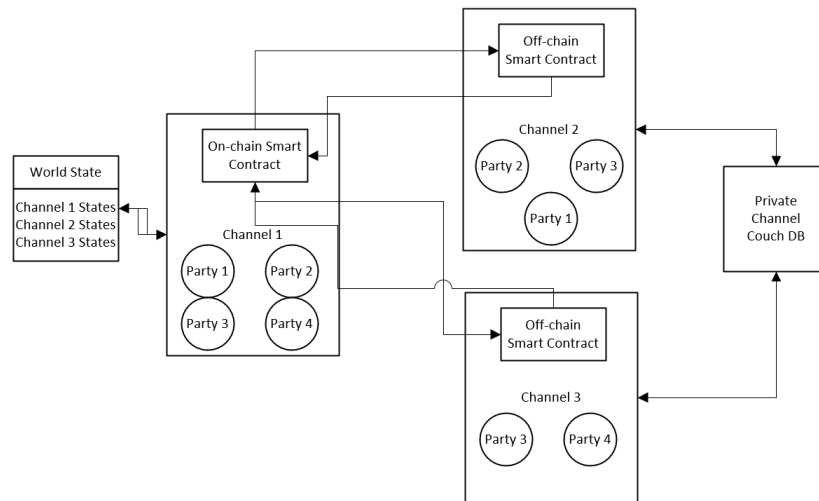 World State
Channel 1 States
Channel 2 States
Channel 3 States
On-chain Smart
Contract
Channel 1
Party 1
Party 2
Party 3
Party 4
Off-chain
Smart Contract
Channel 2
Party 2
Party 3
Party 1
Off-chain
Smart Contract
Channel 3
Party 3
Party 4
Private
Channel
Couch DB